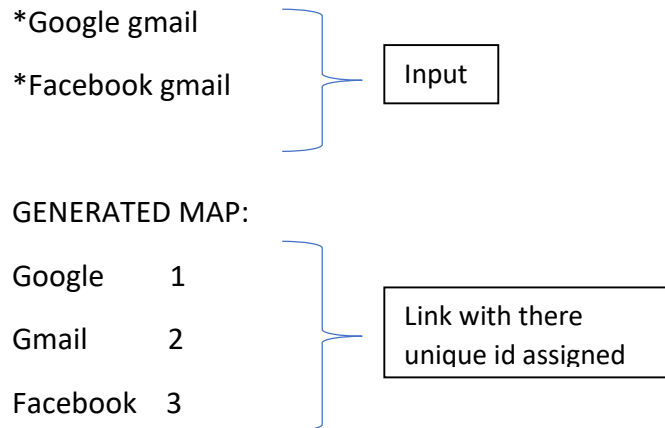 *Google gmail
*Facebook gmail
Input
GENERATED MAP:
Google 1
Gmail 2
Facebook 3
Link with there
unique id assigned